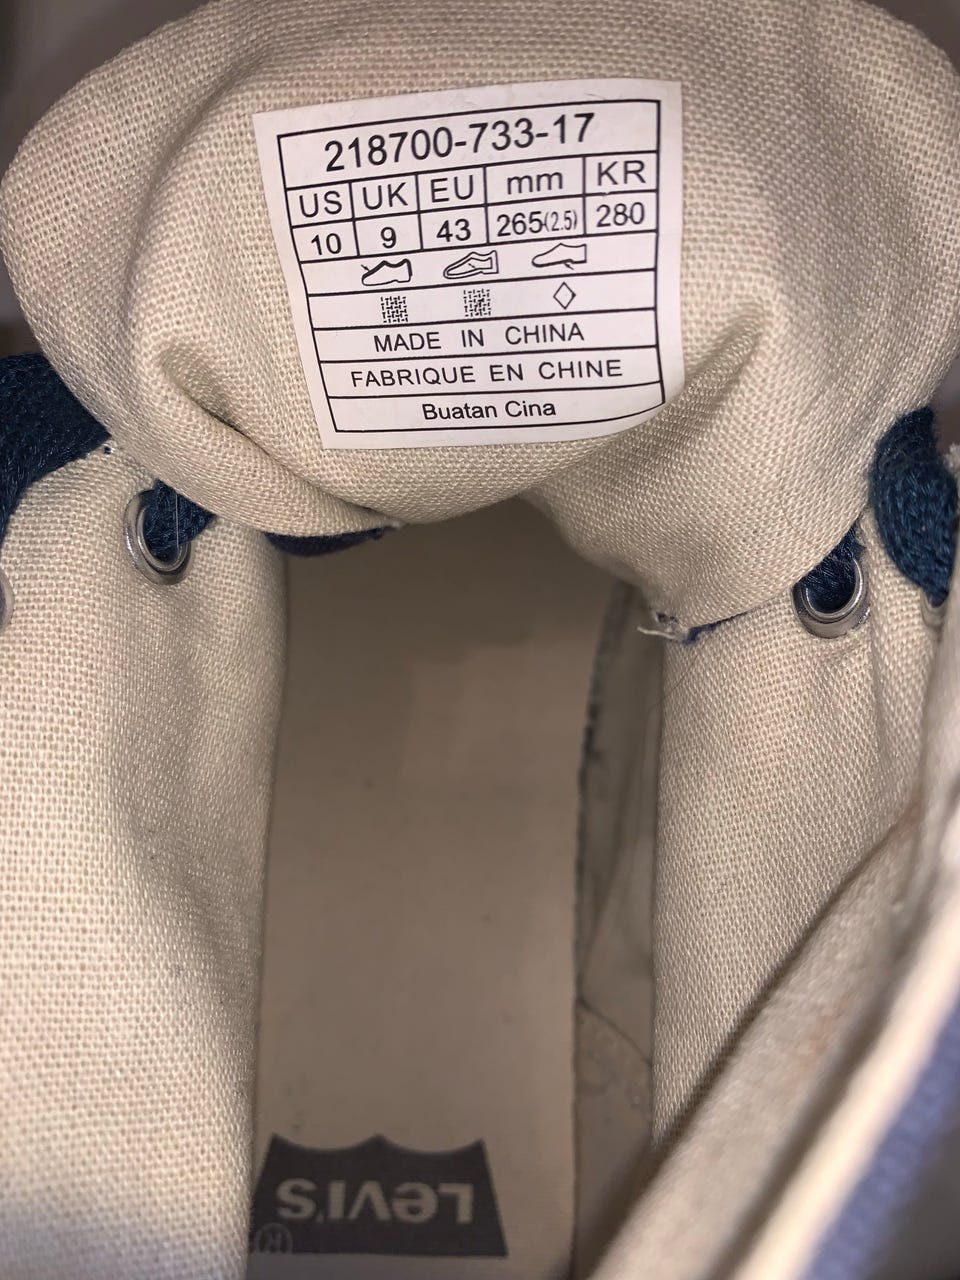 218700-733-17
US UK EU mm KR
10 9 43 265(2.5) 280
MADE IN CHINA
FABRIQUE EN CHINE
Buatan Cina
LEVI'S
®